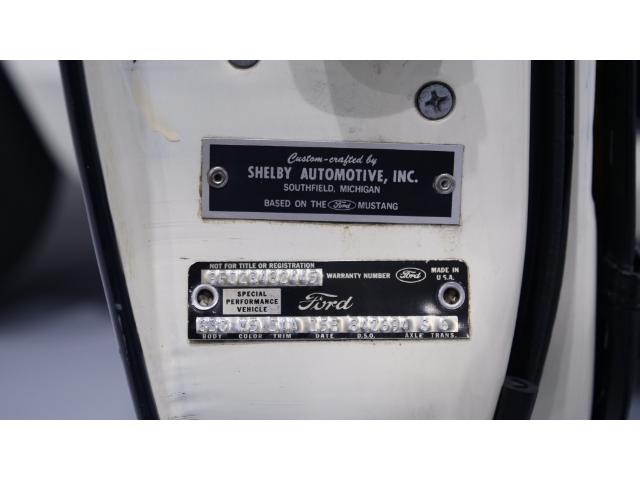 Custom-crafted by
SHELBY AUTOMOTIVE, INC.
SOUTHFIELD, MICHIGAN
BASED ON THE Ford MUSTANG
NOT FOR TITLE OR REGISTRATION
WARRANTY NUMBER Ford MADE IN U.S.A.
SPECIAL PERFORMANCE VEHICLE
Ford
BODY COLOR TRIM DATE D.S.O. AXLE TRANS.